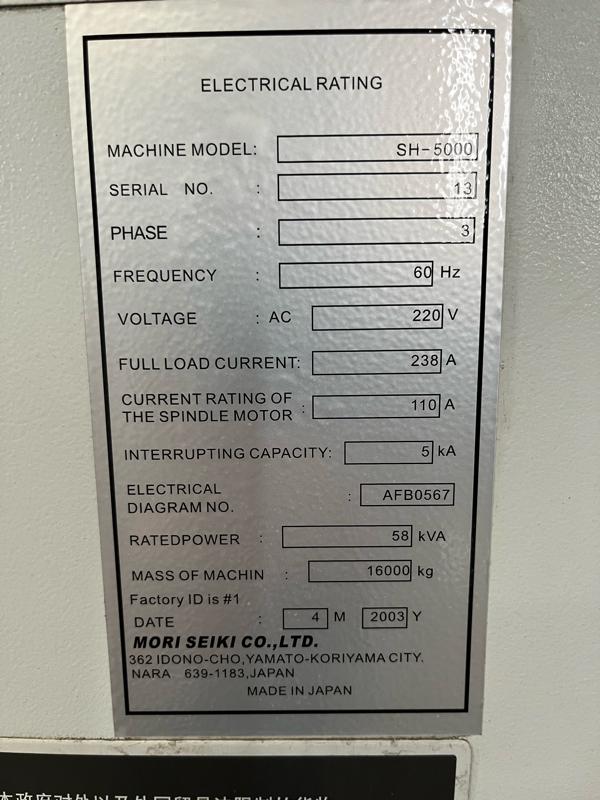 ELECTRICAL RATING
MACHINE MODEL: SH-5000
SERIAL NO. : 13
PHASE : 3
FREQUENCY : 60 Hz
VOLTAGE : AC 220 V
FULL LOAD CURRENT: 238 A
CURRENT RATING OF
THE SPINDLE MOTOR : 110 A
INTERRUPTING CAPACITY: 5 kA
ELECTRICAL
DIAGRAM NO. : AFB0567
RATEDPOWER : 58 kVA
MASS OF MACHIN : 16000 kg
Factory ID is #1
DATE : 4 M 2003 Y
MORI SEIKI CO.,LTD.
362 IDONO-CHO,YAMATO-KORIYAMA CITY.
NARA 639-1183,JAPAN
MADE IN JAPAN